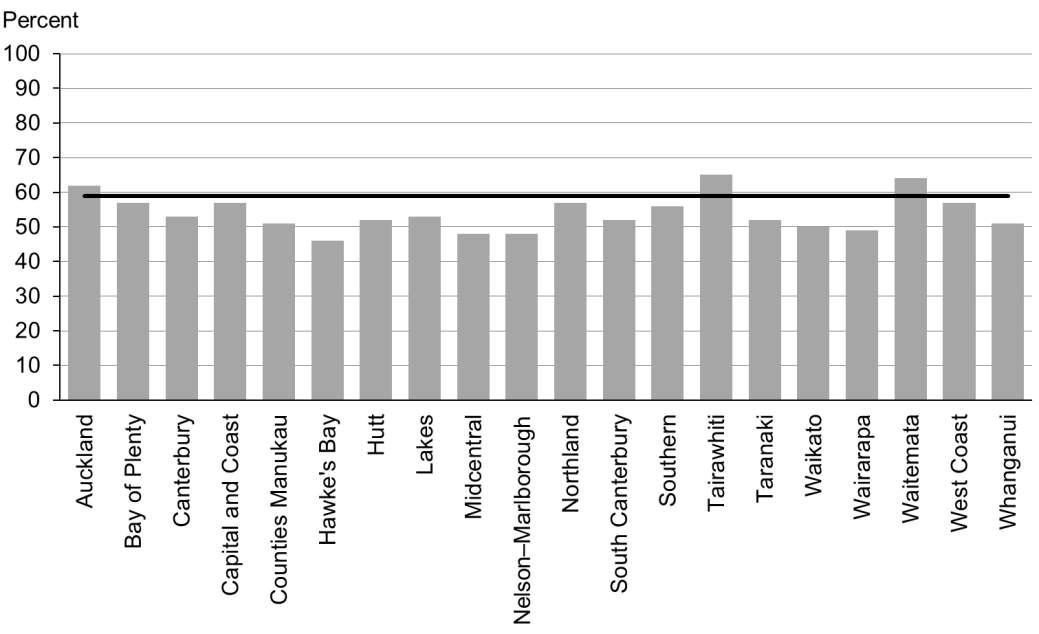 Percent
100
90
80
70
60
50
40
30
20
10
0
Auckland
Bay of Plenty
Canterbury
Capital and Coast
Counties Manukau
Hawke's Bay
Hutt
Lakes
Midcentral
Nelson–Marlborough
Northland
South Canterbury
Southern
Tairawhiti
Taranaki
Waikato
Wairarapa
Waitemata
West Coast
Whanganui